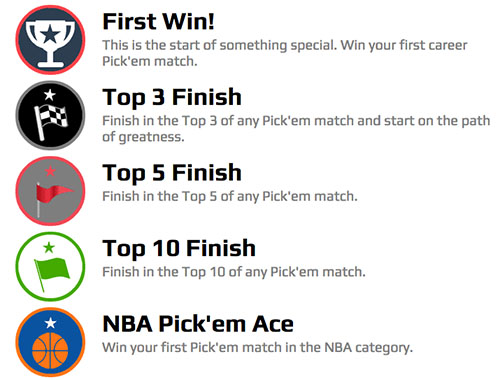 First Win!
This is the start of something special. Win your first career
Pick'em match.
Top 3 Finish
Finish in the Top 3 of any Pick'em match and start on the path
of greatness.
Top 5 Finish
Finish in the Top 5 of any Pick'em match.
Top 10 Finish
Finish in the Top 10 of any Pick'em match.
NBA Pick'em Ace
Win your first Pick'em match in the NBA category.